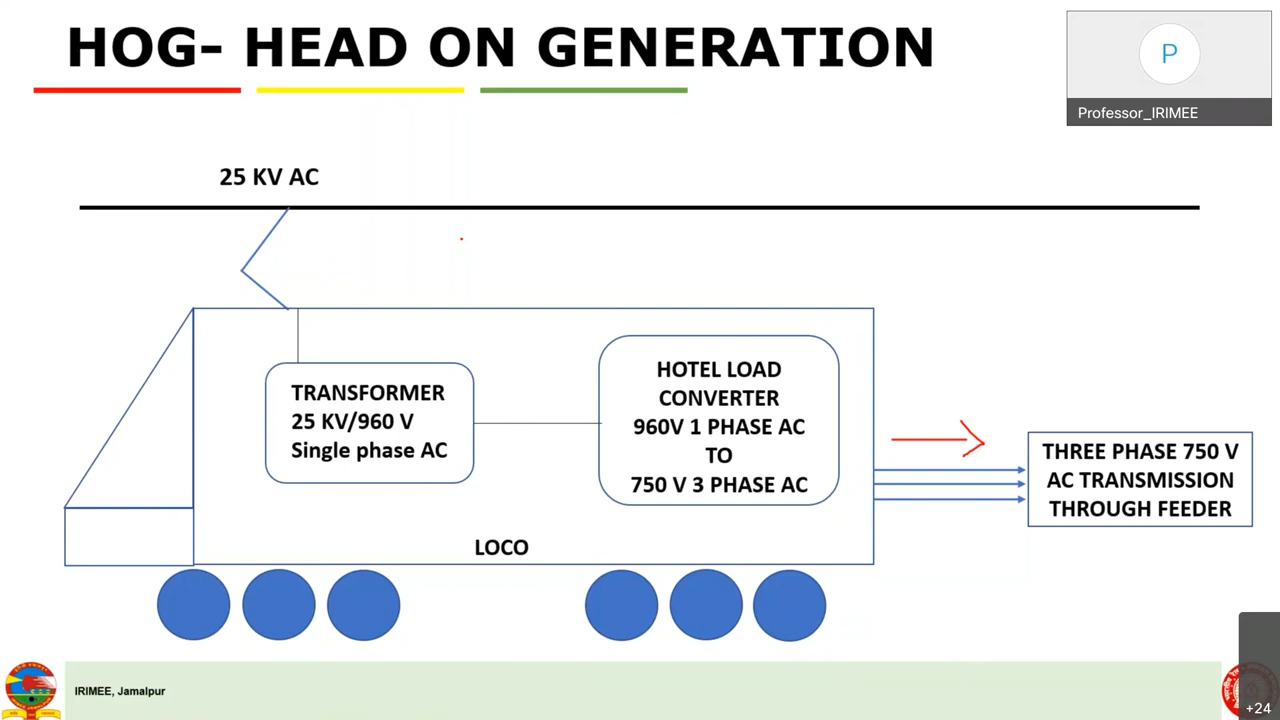 HOG- HEAD ON GENERATION
P
Professor_IRIMEE
25 KV AC
TRANSFORMER
25 KV/960 V
Single phase AC
HOTEL LOAD
CONVERTER
960V 1 PHASE AC
TO
750 V 3 PHASE AC
THREE PHASE 750 V
AC TRANSMISSION
THROUGH FEEDER
LOCO
IRIMEE, Jamalpur
+24